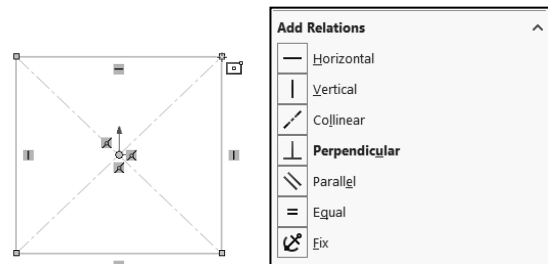 Add Relations
Horizontal
Vertical
Collinear
Perpendicular
Parallel
Equal
Fix